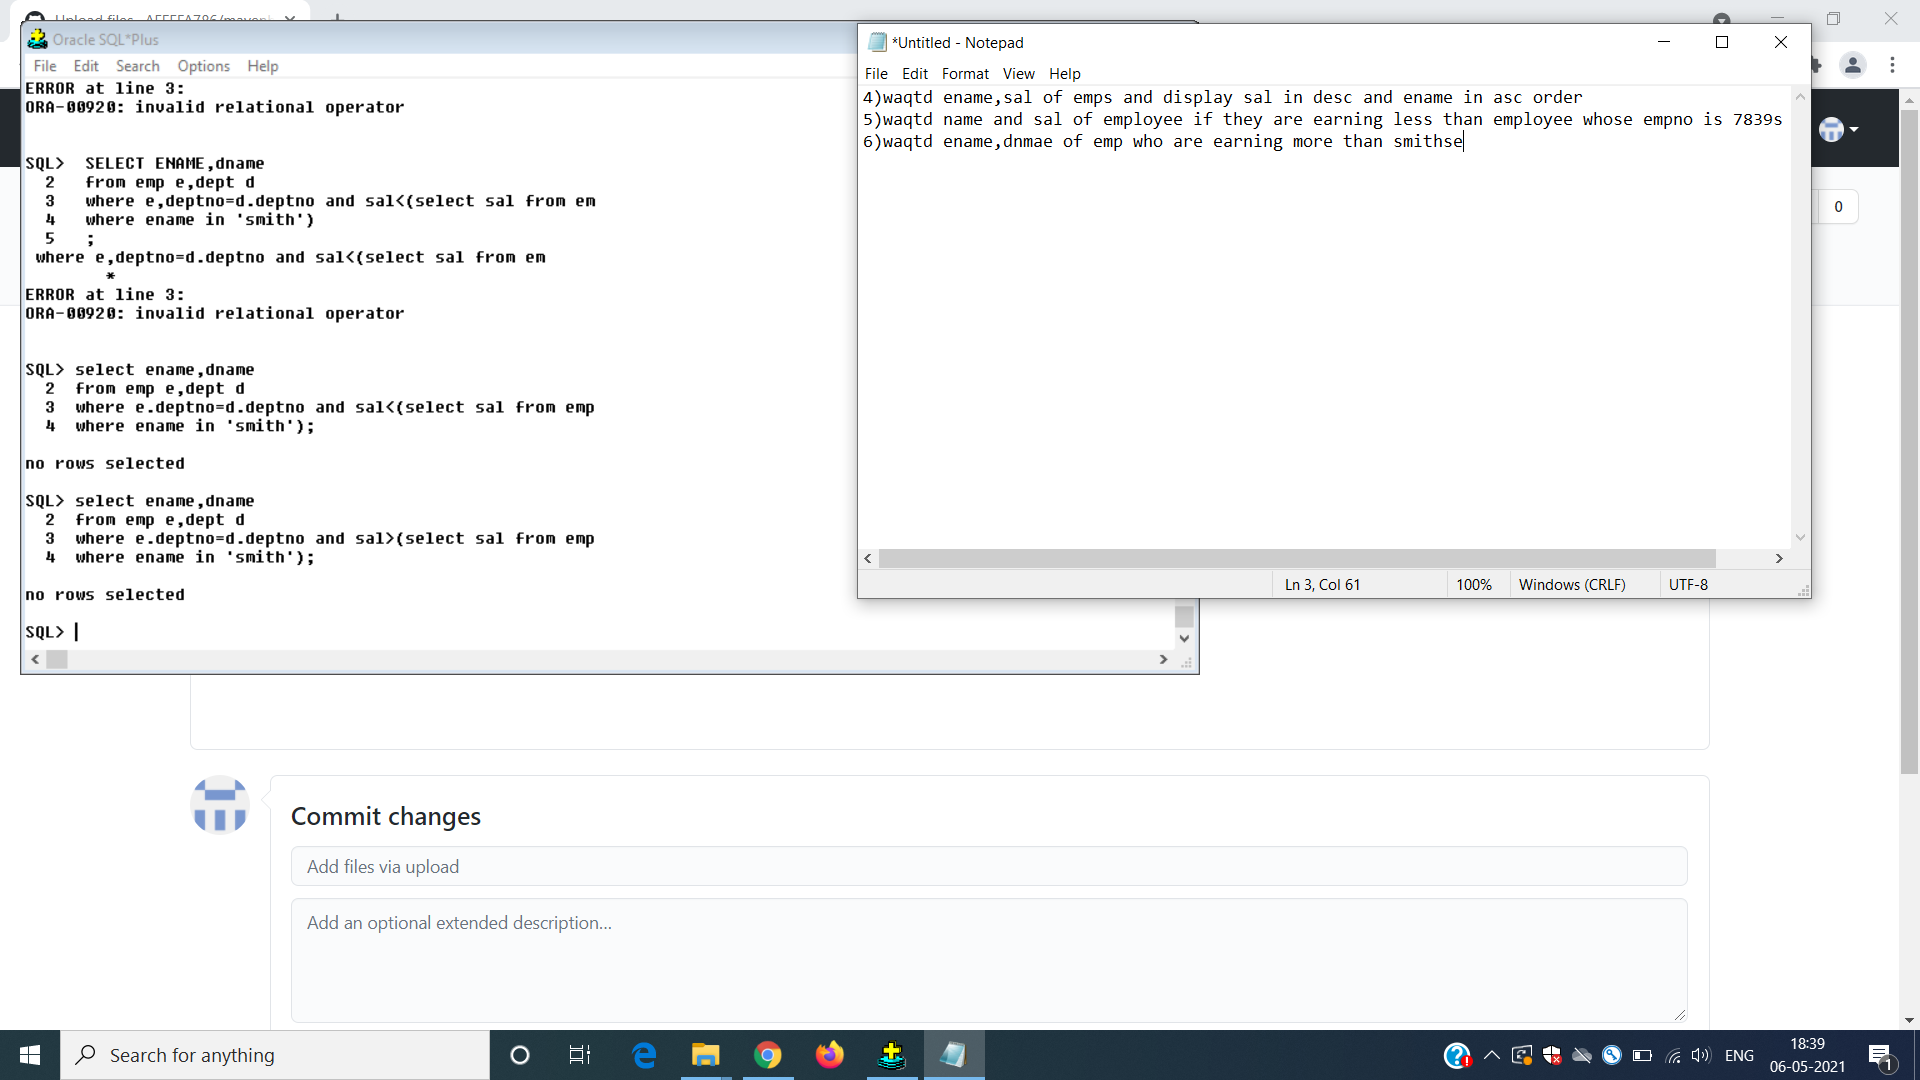 Oracle SQL*Plus
File Edit Search Options Help
ERROR at line 3:
ORA-00920: invalid relational operator
SQL> SELECT ENAME,dname
2 from emp e,dept d
3 where e,deptno=d.deptno and sal<(select sal from em
4 where ename in 'smith')
5 ;
where e,deptno=d.deptno and sal<(select sal from em
*
ERROR at line 3:
ORA-00920: invalid relational operator
SQL> select ename,dname
2 from emp e,dept d
3 where e.deptno=d.deptno and sal<(select sal from emp
4 where ename in 'smith');
no rows selected
SQL> select ename,dname
2 from emp e,dept d
3 where e.deptno=d.deptno and sal>(select sal from emp
4 where ename in 'smith');
no rows selected
SQL>
*Untitled - Notepad
File Edit Format View Help
4)waqtd ename,sal of emps and display sal in desc and ename in asc order
5)waqtd name and sal of employee if they are earning less than employee whose empno is 7839s
6)waqtd ename,dnmae of emp who are earning more than smithse
Ln 3, Col 61 100% Windows (CRLF) UTF-8
0
Commit changes
Add files via upload
Add an optional extended description...
Search for anything
ENG
18:39
06-05-2021
1